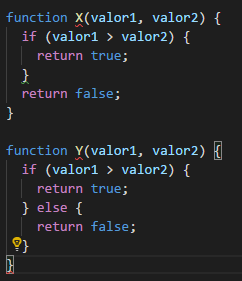 function X(valor1, valor2) {
  if (valor1 > valor2) {
    return true;
  }
  return false;
}

function Y(valor1, valor2) {
  if (valor1 > valor2) {
    return true;
  } else {
    return false;
  }
}